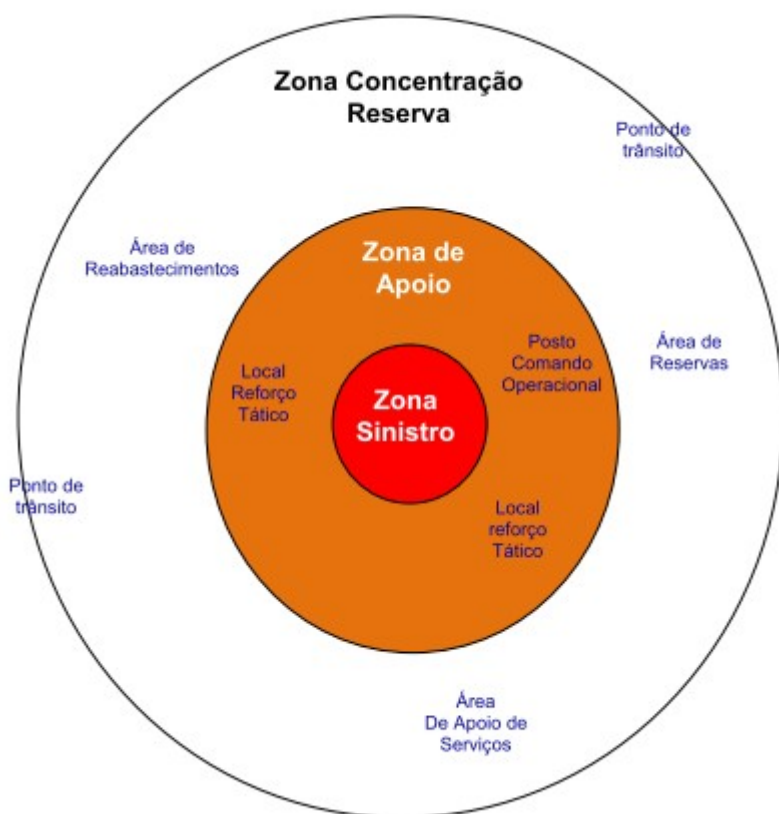 Zona Concentração
Reserva
Ponto de
trânsito
Área de
Reabastecimentos
Zona de
Apoio
Posto
Comando
Operacional
Área de
Reservas
Local
Reforço
Tático
Zona
Sinistro
Ponto de
trânsito
Local
reforço
Tático
Área
De Apoio de
Serviços